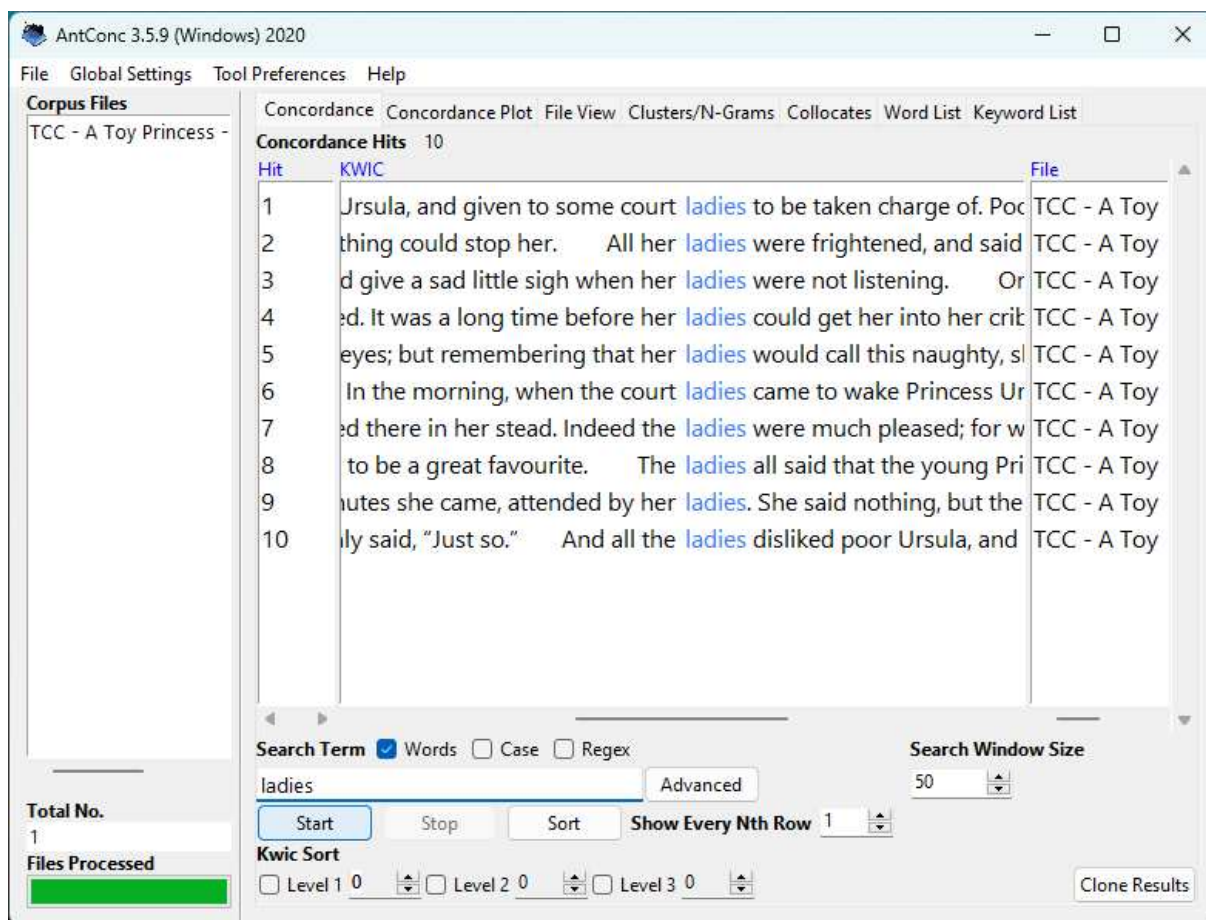 AntConc 3.5.9 (Windows) 2020
File Global Settings Tool Preferences Help
Corpus Files
TCC - A Toy Princess -
Concordance Concordance Plot File View Clusters/N-Grams Collocates Word List Keyword List
Concordance Hits 10
Hit KWIC File
1 Ursula, and given to some court ladies to be taken charge of. Poo TCC - A Toy
2 thing could stop her. All her ladies were frightened, and said TCC - A Toy
3 d give a sad little sigh when her ladies were not listening. Or TCC - A Toy
4 ed. It was a long time before her ladies could get her into her crib TCC - A Toy
5 eyes; but remembering that her ladies would call this naughty, sl TCC - A Toy
6 In the morning, when the court ladies came to wake Princess Ur TCC - A Toy
7 ed there in her stead. Indeed the ladies were much pleased; for w TCC - A Toy
8 to be a great favourite. The ladies all said that the young Pri TCC - A Toy
9 nutes she came, attended by her ladies. She said nothing, but the TCC - A Toy
10 nly said, “Just so.” And all the ladies disliked poor Ursula, and TCC - A Toy
Search Term Words Case Regex Search Window Size
ladies Advanced 50
Total No.
1
Start Stop Sort Show Every Nth Row 1
Files Processed
Kwic Sort
Level 1 0 Level 2 0 Level 3 0 Clone Results